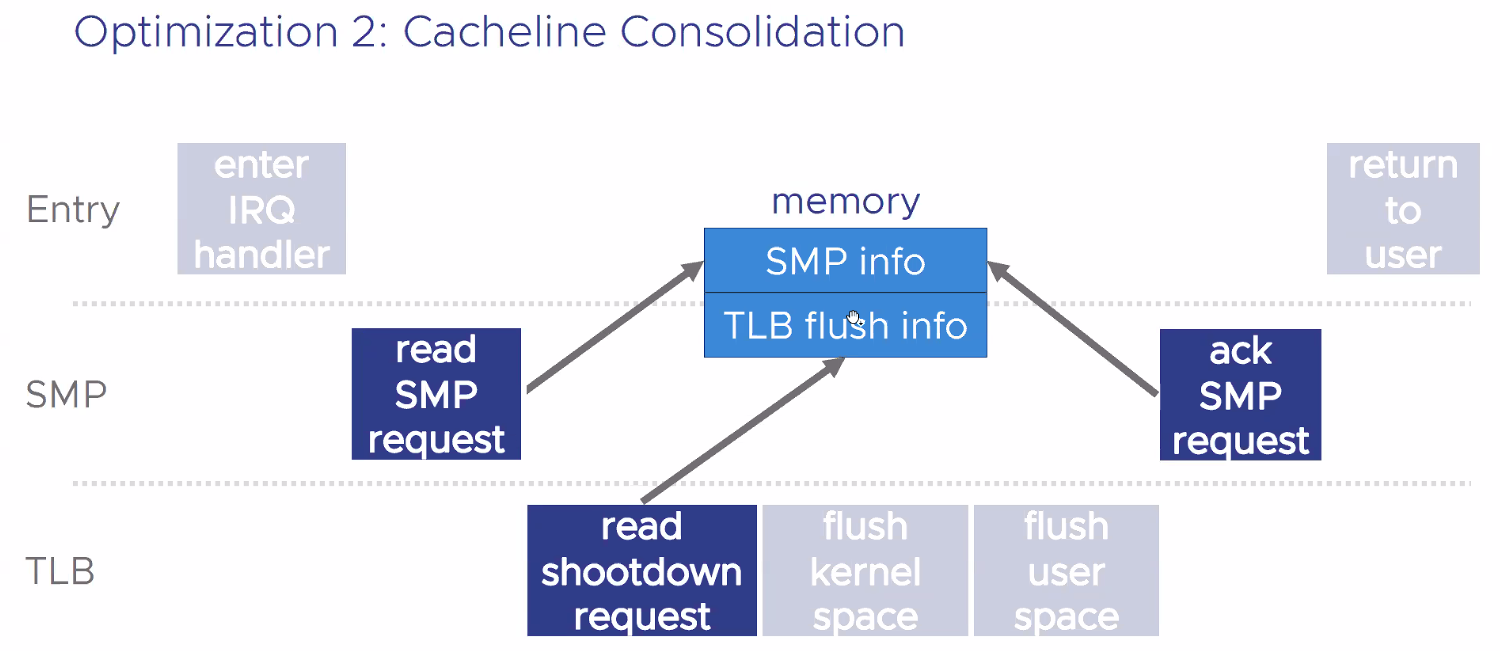 Optimization 2: Cacheline Consolidation
Entry
enter
IRQ
handler
memory
SMP info
TLB flush info
return
to
user
SMP
read
SMP
request
ack
SMP
request
TLB
read
shootdown
request
flush
kernel
space
flush
user
space